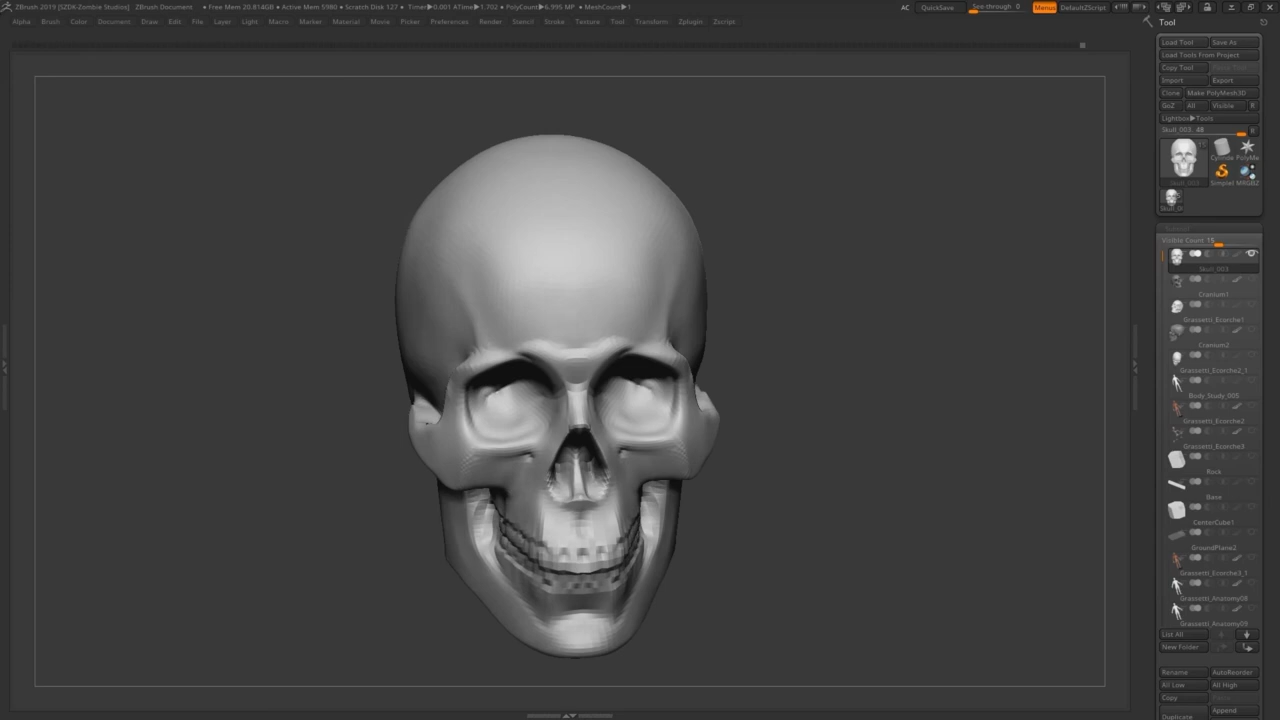 ZBrush 2019 [SZDK-Zombie Studios] ZBrush Document • Free Mem 20.814GB • Active Mem 5980 • Scratch Disk 127 • Timer▶0.001 ATime▶1.702 • PolyCount▶6.995 MP • MeshCount▶1 AC QuickSave See-through 0 Menus DefaultZScript
Alpha Brush Color Document Draw Edit File Layer Light Macro Marker Material Movie Picker Preferences Render Stencil Stroke Texture Tool Transform Zplugin Zscript
Tool
Load Tool Save As
Load Tools From Project
Copy Tool
Import Export
Clone Make PolyMesh3D
GoZ All Visible R
Lightbox▶Tools
Skull_003. 48 R
Cylinde PolyMe
Skull_003 SimpleI MRGBZ
Visible Count 15
Skull_003
Cranium1
Grassetti_Ecorche1
Cranium2
Grassetti_Ecorche2_1
Body_Study_005
Grassetti_Ecorche2
Grassetti_Ecorche3
Rock
Base
CenterCube1
GroundPlane2
Grassetti_Ecorche3_1
Grassetti_Anatomy08
Grassetti_Anatomy09
List All
New Folder
Rename AutoReorder
All Low All High
Copy
Append
Duplicate